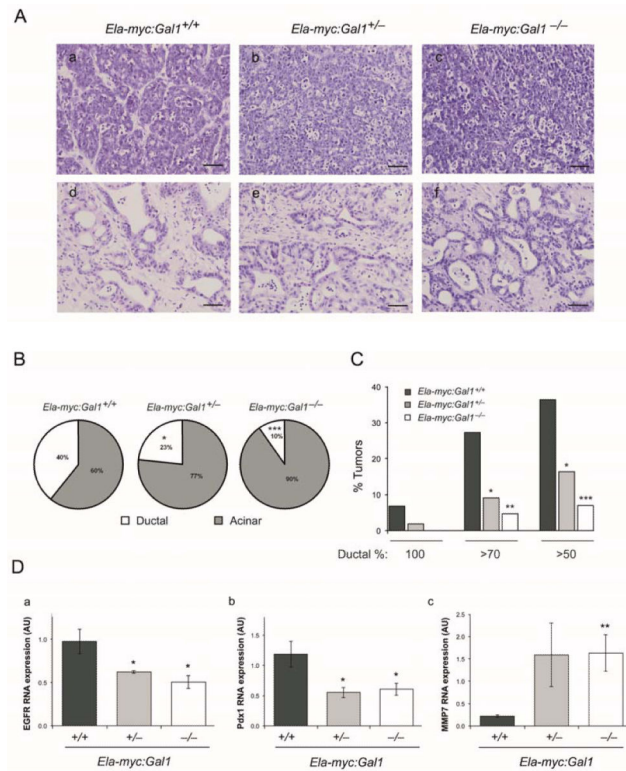 A
Ela-myc:Gal1+/+ Ela-myc:Gal1+/– Ela-myc:Gal1 –/–
a b c
d e f
B
Ela-myc:Gal1+/+ Ela-myc:Gal1+/– Ela-myc:Gal1–/–
40% 60%
* 23% 77%
*** 10% 90%
Ductal Acinar
C
Ela-myc:Gal1+/+
Ela-myc:Gal1+/–
Ela-myc:Gal1–/–
% Tumors
40
30
20
10
0
* ** * ***
Ductal %: 100 >70 >50
D
a
EGFR RNA expression (AU)
1.0
0.5
0.0
* *
+/+ +/– –/–
Ela-myc:Gal1
b
Pdx1 RNA expression (AU)
1.5
1.0
0.5
0.0
* *
+/+ +/– –/–
Ela-myc:Gal1
c
MMP7 RNA expression (AU)
2.5
2.0
1.5
1.0
0.5
0.0
**
+/+ +/– –/–
Ela-myc:Gal1